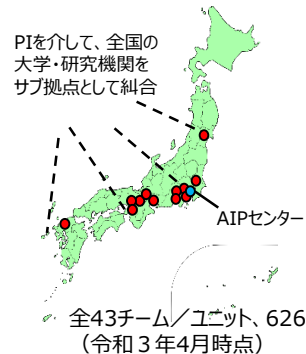 PIを介して、全国の
大学・研究機関を
サブ拠点として糾合
AIPセンター
全43チーム／ユニット、626
（令和３年4月時点）